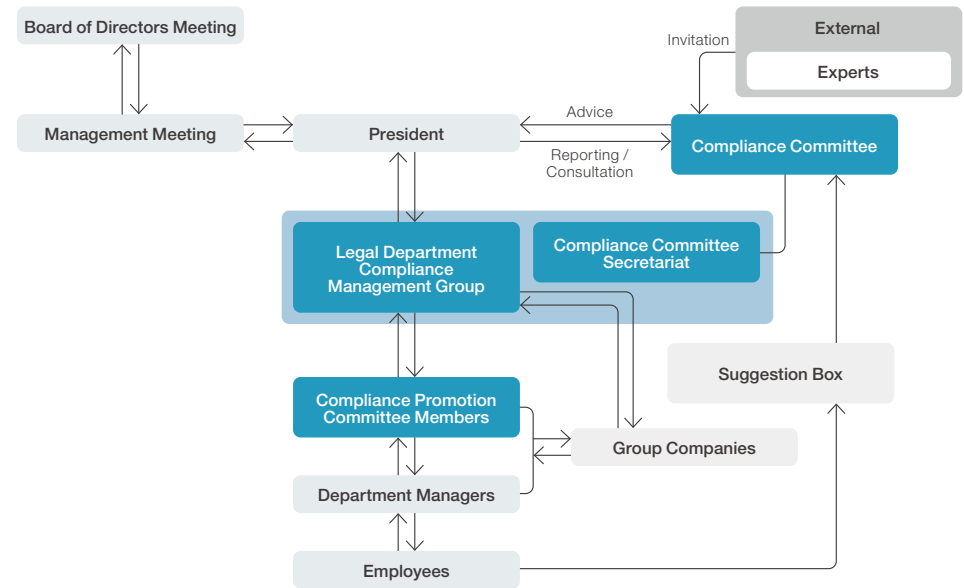 Board of Directors Meeting
External
Experts
Invitation
Management Meeting
President
Advice
Reporting /
Consultation
Compliance Committee
Legal Department
Compliance
Management Group
Compliance Committee
Secretariat
Suggestion Box
Compliance Promotion
Committee Members
Group Companies
Department Managers
Employees